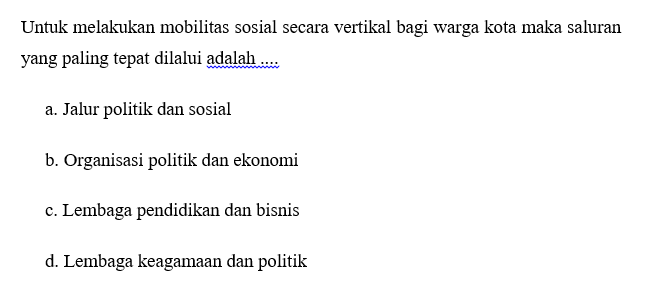 Untuk melakukan mobilitas sosial secara vertikal bagi warga kota maka saluran
yang paling tepat dilalui adalah ....
a. Jalur politik dan sosial
b. Organisasi politik dan ekonomi
c. Lembaga pendidikan dan bisnis
d. Lembaga keagamaan dan politik